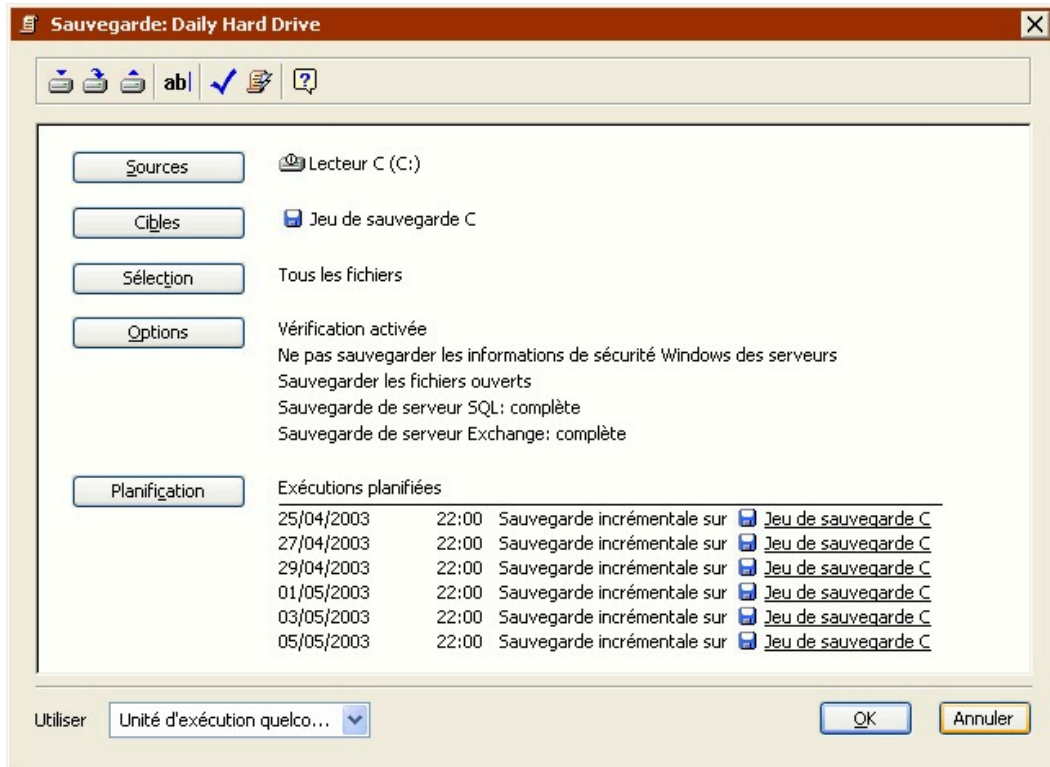 Sauvegarde: Daily Hard Drive
ab|
Sources
Lecteur C (C:)
Cibles
Jeu de sauvegarde C
Sélection
Tous les fichiers
Options
Vérification activée
Ne pas sauvegarder les informations de sécurité Windows des serveurs
Sauvegarder les fichiers ouverts
Sauvegarde de serveur SQL: complète
Sauvegarde de serveur Exchange: complète
Planification
Exécutions planifiées
25/04/2003 22:00 Sauvegarde incrémentale sur Jeu de sauvegarde C
27/04/2003 22:00 Sauvegarde incrémentale sur Jeu de sauvegarde C
29/04/2003 22:00 Sauvegarde incrémentale sur Jeu de sauvegarde C
01/05/2003 22:00 Sauvegarde incrémentale sur Jeu de sauvegarde C
03/05/2003 22:00 Sauvegarde incrémentale sur Jeu de sauvegarde C
05/05/2003 22:00 Sauvegarde incrémentale sur Jeu de sauvegarde C
Utiliser Unité d'exécution quelco... OK Annuler